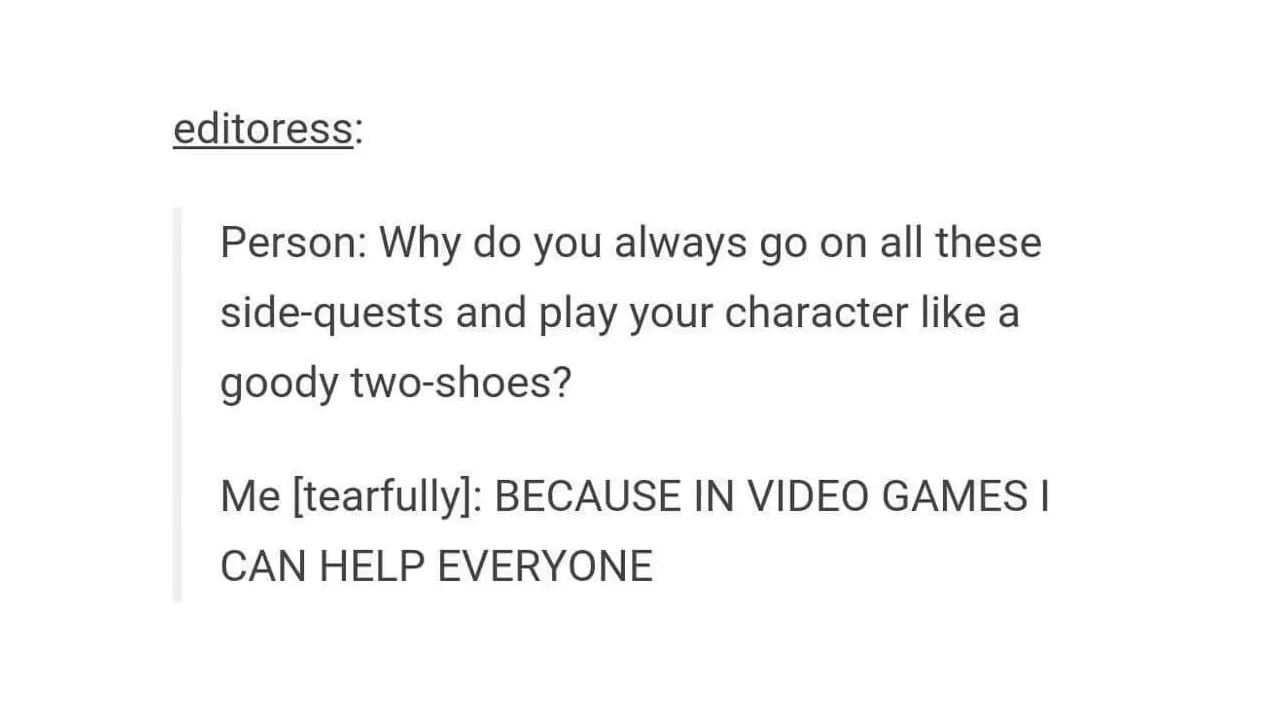 editoress:
Person: Why do you always go on all these
side-quests and play your character like a
goody two-shoes?
Me [tearfully]: BECAUSE IN VIDEO GAMES I
CAN HELP EVERYONE